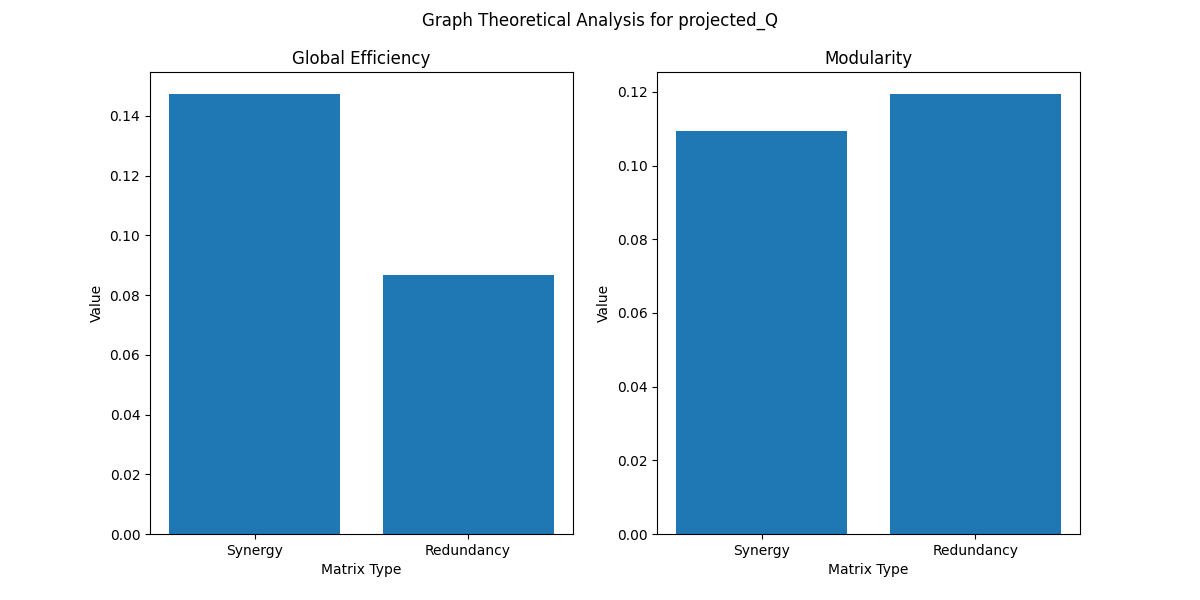 Graph Theoretical Analysis for projected_Q
Global Efficiency
Value
0.14
0.12
0.10
0.08
0.06
0.04
0.02
0.00
Synergy
Redundancy
Matrix Type
Modularity
Value
0.12
0.10
0.08
0.06
0.04
0.02
0.00
Synergy
Redundancy
Matrix Type